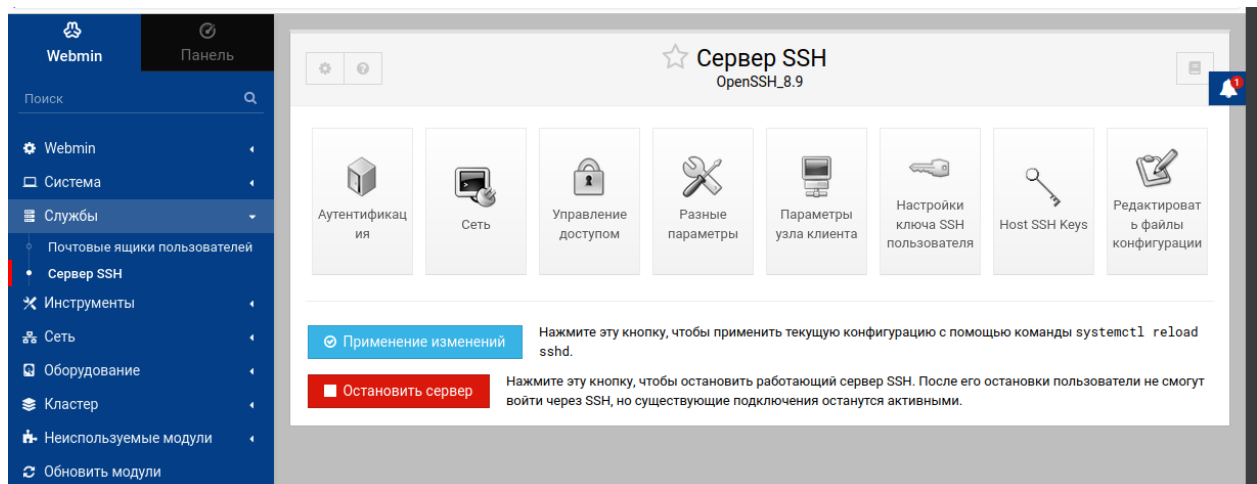 Webmin
Панель
Поиск
Webmin
Система
Службы
Почтовые ящики пользователей
Сервер SSH
Инструменты
Сеть
Оборудование
Кластер
Неиспользуемые модули
Обновить модули
Сервер SSH
OpenSSH_8.9
1
Аутентификац
ия
Сеть
Управление
доступом
Разные
параметры
Параметры
узла клиента
Настройки
ключа SSH
пользователя
Host SSH Keys
Редактироват
ь файлы
конфигурации
Применение изменений
Нажмите эту кнопку, чтобы применить текущую конфигурацию с помощью команды systemctl reload
sshd.
Остановить сервер
Нажмите эту кнопку, чтобы остановить работающий сервер SSH. После его остановки пользователи не смогут
войти через SSH, но существующие подключения останутся активными.